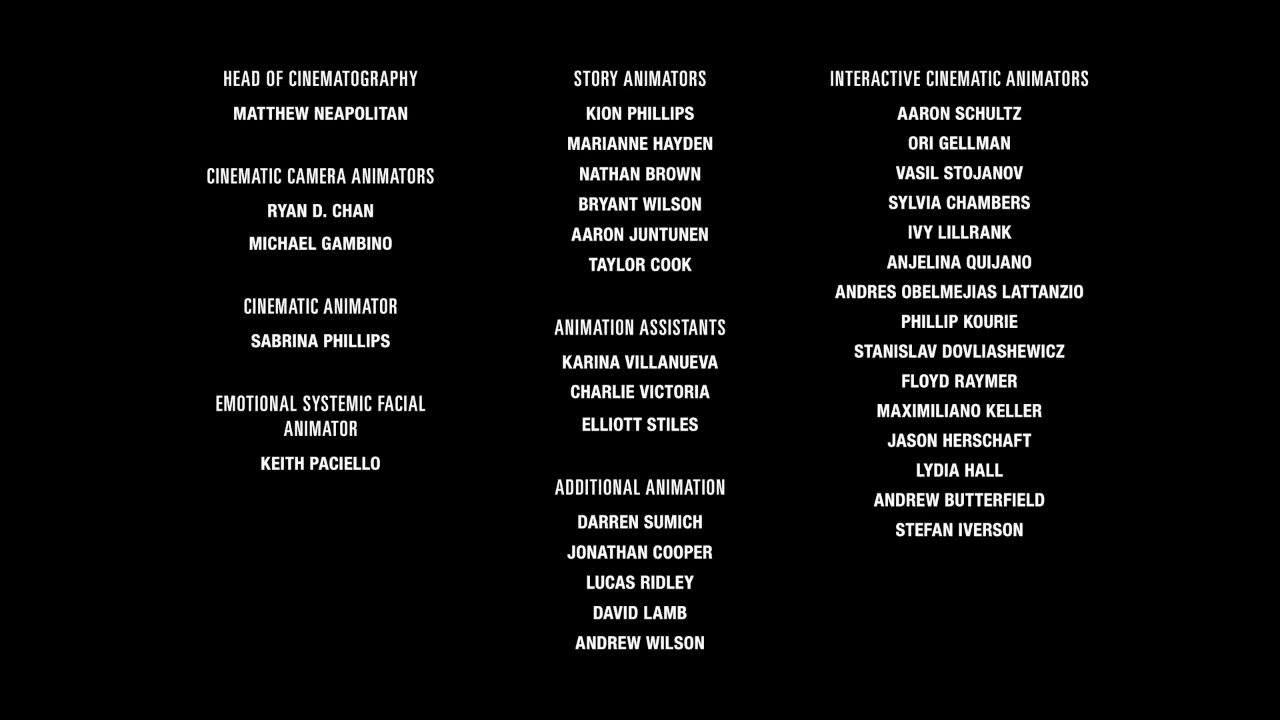 HEAD OF CINEMATOGRAPHY
MATTHEW NEAPOLITAN
CINEMATIC CAMERA ANIMATORS
RYAN D. CHAN
MICHAEL GAMBINO
CINEMATIC ANIMATOR
SABRINA PHILLIPS
EMOTIONAL SYSTEMIC FACIAL
ANIMATOR
KEITH PACIELLO
STORY ANIMATORS
KION PHILLIPS
MARIANNE HAYDEN
NATHAN BROWN
BRYANT WILSON
AARON JUNTUNEN
TAYLOR COOK
ANIMATION ASSISTANTS
KARINA VILLANUEVA
CHARLIE VICTORIA
ELLIOTT STILES
ADDITIONAL ANIMATION
DARREN SUMICH
JONATHAN COOPER
LUCAS RIDLEY
DAVID LAMB
ANDREW WILSON
INTERACTIVE CINEMATIC ANIMATORS
AARON SCHULTZ
ORI GELLMAN
VASIL STOJANOV
SYLVIA CHAMBERS
IVY LILLRANK
ANJELINA QUIJANO
ANDRES OBELMEJIAS LATTANZIO
PHILLIP KOURIE
STANISLAV DOVLIASHEWICZ
FLOYD RAYMER
MAXIMILIANO KELLER
JASON HERSCHAFT
LYDIA HALL
ANDREW BUTTERFIELD
STEFAN IVERSON